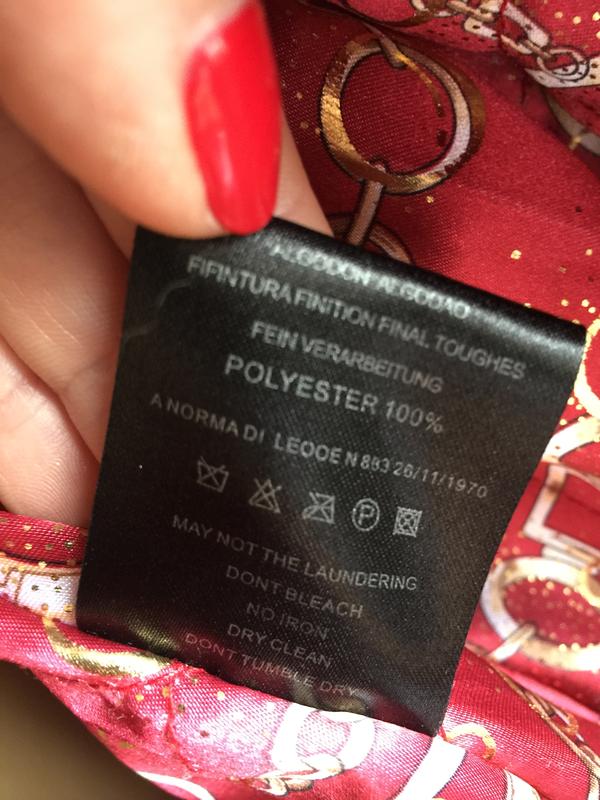 ALGODON ALGODAO
FIFINTURA FINITION FINAL TOUGHES
FEIN VERARBEITUNG
POLYESTER 100%
A NORMA DI LEOOE N 883 26/11/1970
P
MAY NOT THE LAUNDERING
DONT BLEACH
NO IRON
DRY CLEAN
DONT TUMBLE DRY